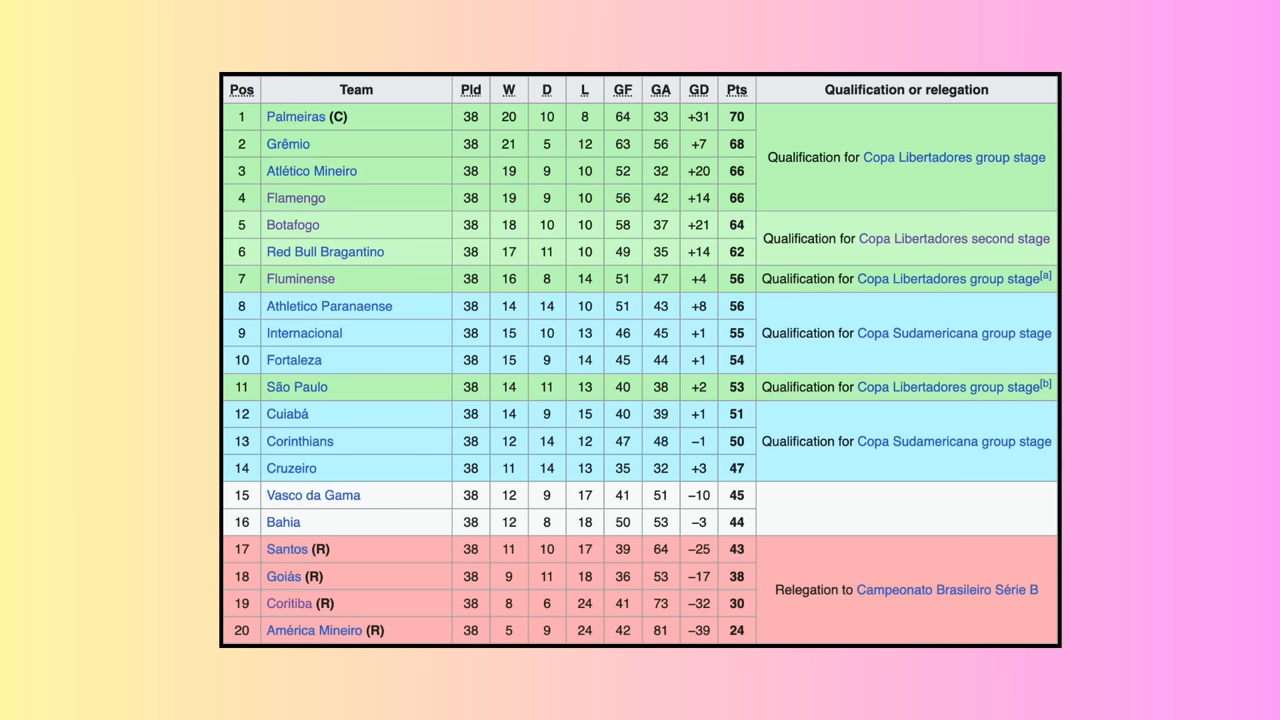 Pos Team Pld W D L GF GA GD Pts Qualification or relegation
1 Palmeiras (C) 38 20 10 8 64 33 +31 70
2 Grêmio 38 21 5 12 63 56 +7 68
Qualification for Copa Libertadores group stage
3 Atlético Mineiro 38 19 9 10 52 32 +20 66
4 Flamengo 38 19 9 10 56 42 +14 66
5 Botafogo 38 18 10 10 58 37 +21 64
Qualification for Copa Libertadores second stage
6 Red Bull Bragantino 38 17 11 10 49 35 +14 62
7 Fluminense 38 16 8 14 51 47 +4 56 Qualification for Copa Libertadores group stage[a]
8 Athletico Paranaense 38 14 14 10 51 43 +8 56
9 Internacional 38 15 10 13 46 45 +1 55 Qualification for Copa Sudamericana group stage
10 Fortaleza 38 15 9 14 45 44 +1 54
11 São Paulo 38 14 11 13 40 38 +2 53 Qualification for Copa Libertadores group stage[b]
12 Cuiabá 38 14 9 15 40 39 +1 51
13 Corinthians 38 12 14 12 47 48 −1 50 Qualification for Copa Sudamericana group stage
14 Cruzeiro 38 11 14 13 35 32 +3 47
15 Vasco da Gama 38 12 9 17 41 51 −10 45
16 Bahia 38 12 8 18 50 53 −3 44
17 Santos (R) 38 11 10 17 39 64 −25 43
18 Goiás (R) 38 9 11 18 36 53 −17 38
Relegation to Campeonato Brasileiro Série B
19 Coritiba (R) 38 8 6 24 41 73 −32 30
20 América Mineiro (R) 38 5 9 24 42 81 −39 24